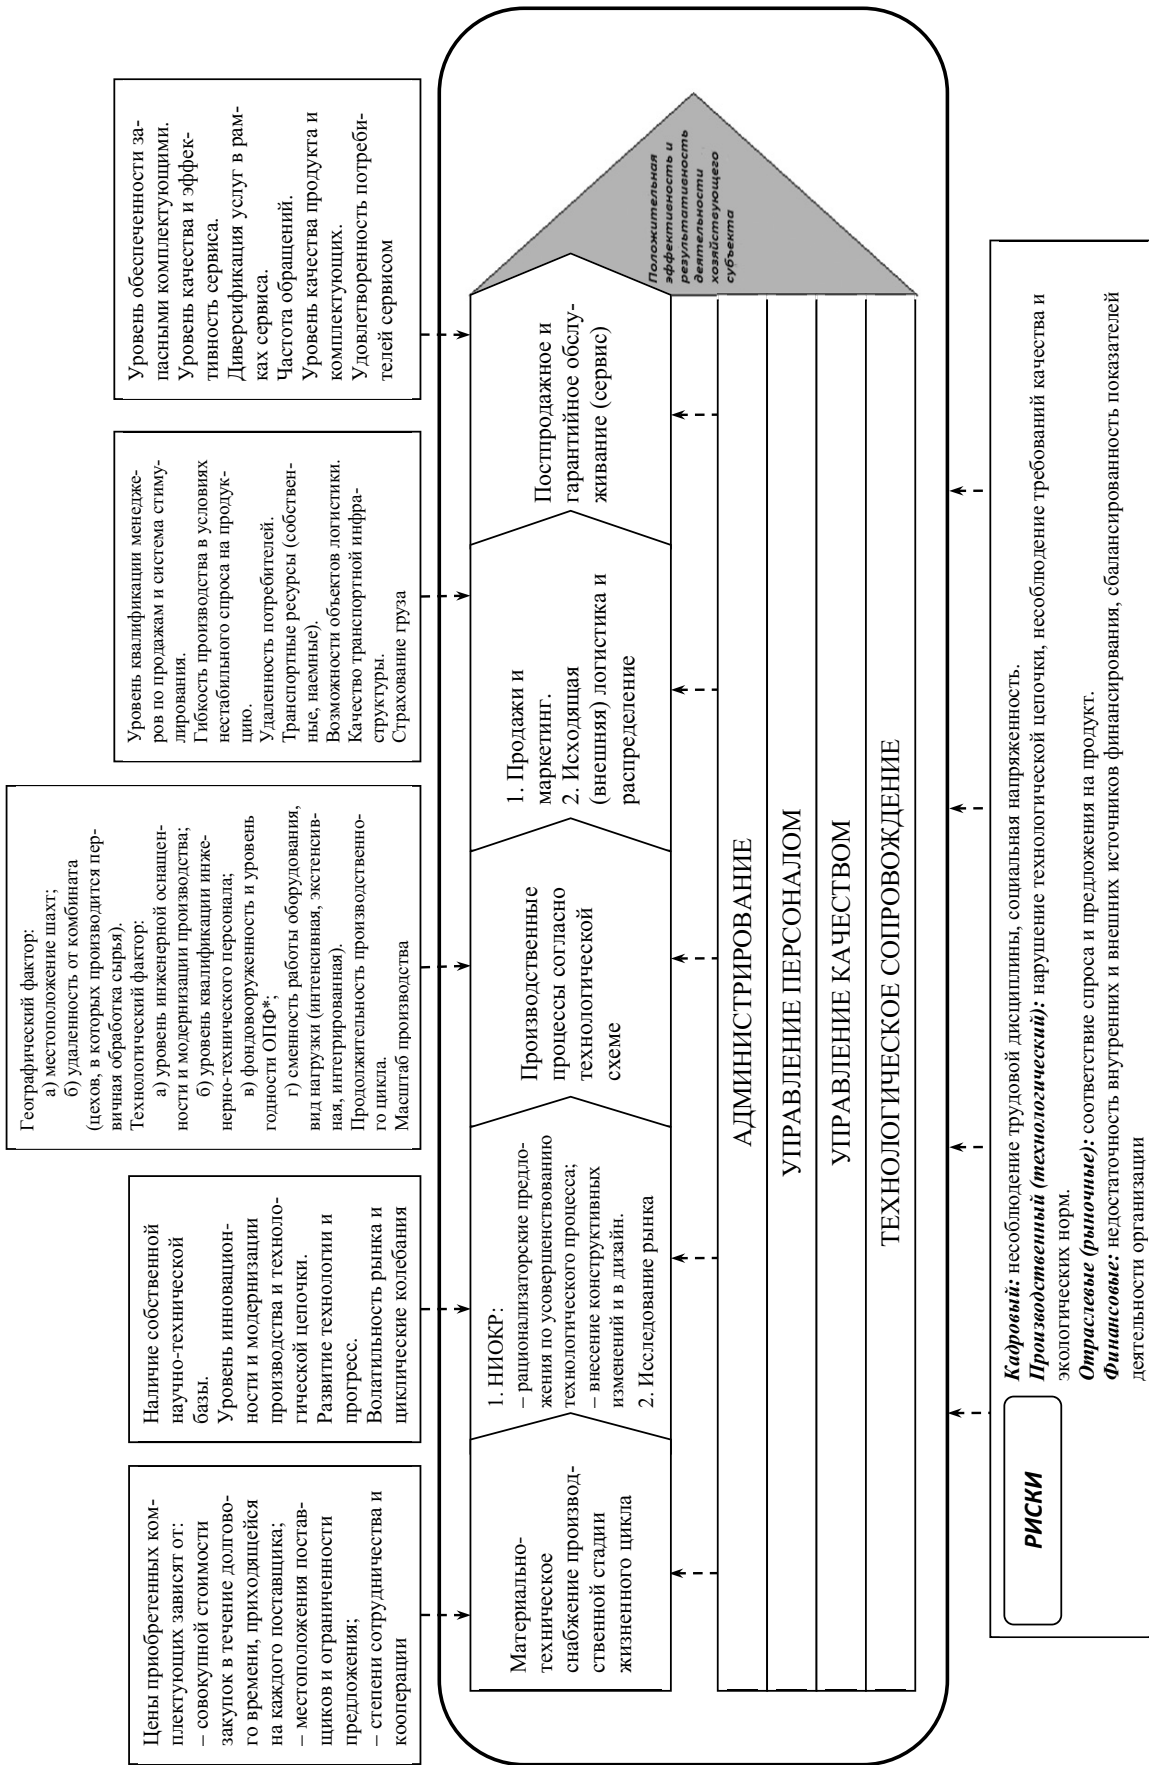 Цены приобретенных ком-
плектующих зависят от:
– совокупной стоимости
закупок в течение долгово-
го времени, приходящейся
на каждого поставщика;
– местоположения постав-
щиков и ограниченности
предложения;
– степени сотрудничества и
кооперации
Наличие собственной
научно-технической
базы.
Уровень инновацион-
ности и модернизации
производства и техноло-
гической цепочки.
Развитие технологии и
прогресс.
Волатильность рынка и
циклические колебания
Географический фактор:
а) местоположение шахт;
б) удаленность от комбината
(цехов, в которых производится пер-
вичная обработка сырья).
Технологический фактор:
а) уровень инженерной оснащен-
ности и модернизации производства;
б) уровень квалификации инже-
нерно-технического персонала;
в) фондовооруженность и уровень
годности ОПФ*;
г) сменность работы оборудования,
вид нагрузки (интенсивная, экстенсив-
ная, интегрированная).
Продолжительность производственно-
го цикла.
Масштаб производства
Уровень квалификации менедже-
ров по продажам и система стиму-
лирования.
Гибкость производства в условиях
нестабильного спроса на продук-
цию.
Удаленность потребителей.
Транспортные ресурсы (собствен-
ные, наемные).
Возможности объектов логистики.
Качество транспортной инфра-
структуры.
Страхование груза
Уровень обеспеченности за-
пасными комплектующими.
Уровень качества и эффек-
тивность сервиса.
Диверсификация услуг в рам-
ках сервиса.
Частота обращений.
Уровень качества продукта и
комплектующих.
Удовлетворенность потреби-
телей сервисом
Материально-
техническое
снабжение производ-
ственной стадии
жизненного цикла
1. НИОКР:
– рационализаторские предло-
жения по усовершенствованию
технологического процесса;
– внесение конструктивных
изменений и в дизайн.
2. Исследование рынка
Производственные
процессы согласно
технологической
схеме
1. Продажи и
маркетинг.
2. Исходящая
(внешняя) логистика и
распределение
Постпродажное и
гарантийное обслу-
живание (сервис)
Положительная
эффективность и
результативность
деятельности
хозяйствующего
субъекта
АДМИНИСТРИРОВАНИЕ
УПРАВЛЕНИЕ ПЕРСОНАЛОМ
УПРАВЛЕНИЕ КАЧЕСТВОМ
ТЕХНОЛОГИЧЕСКОЕ СОПРОВОЖДЕНИЕ
РИСКИ
Кадровый: несоблюдение трудовой дисциплины, социальная напряженность.
Производственный (технологический): нарушение технологической цепочки, несоблюдение требований качества и
экологических норм.
Отраслевые (рыночные): соответствие спроса и предложения на продукт.
Финансовые: недостаточность внутренних и внешних источников финансирования, сбалансированность показателей
деятельности организации